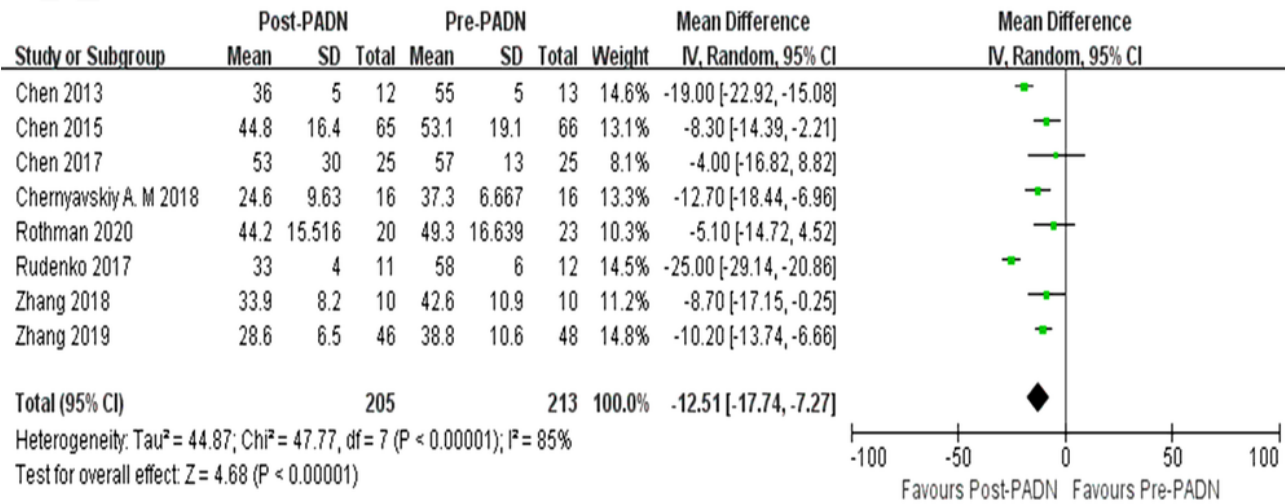 Post-PADN Pre-PADN Mean Difference Mean Difference
Study or Subgroup Mean SD Total Mean SD Total Weight IV, Random, 95% CI IV, Random, 95% CI
Chen 2013 36 5 12 55 5 13 14.6% -19.00 [-22.92, -15.08]
Chen 2015 44.8 16.4 65 53.1 19.1 66 13.1% -8.30 [-14.39, -2.21]
Chen 2017 53 30 25 57 13 25 8.1% -4.00 [-16.82, 8.82]
Chernyavskiy A. M 2018 24.6 9.63 16 37.3 6.667 16 13.3% -12.70 [-18.44, -6.96]
Rothman 2020 44.2 15.516 20 49.3 16.639 23 10.3% -5.10 [-14.72, 4.52]
Rudenko 2017 33 4 11 58 6 12 14.5% -25.00 [-29.14, -20.86]
Zhang 2018 33.9 8.2 10 42.6 10.9 10 11.2% -8.70 [-17.15, -0.25]
Zhang 2019 28.6 6.5 46 38.8 10.6 48 14.8% -10.20 [-13.74, -6.66]
Total (95% CI) 205 213 100.0% -12.51 [-17.74, -7.27]
Heterogeneity: Tau² = 44.87; Chi² = 47.77, df = 7 (P < 0.00001); I² = 85%
Test for overall effect: Z = 4.68 (P < 0.00001)
-100 -50 0 50 100
Favours Post-PADN Favours Pre-PADN